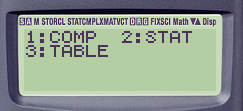 S A M STORCL STATCMPLXMATVCT D R G FIXSCI Math ▼▲ Disp
1:COMP 2:STAT
3:TABLE